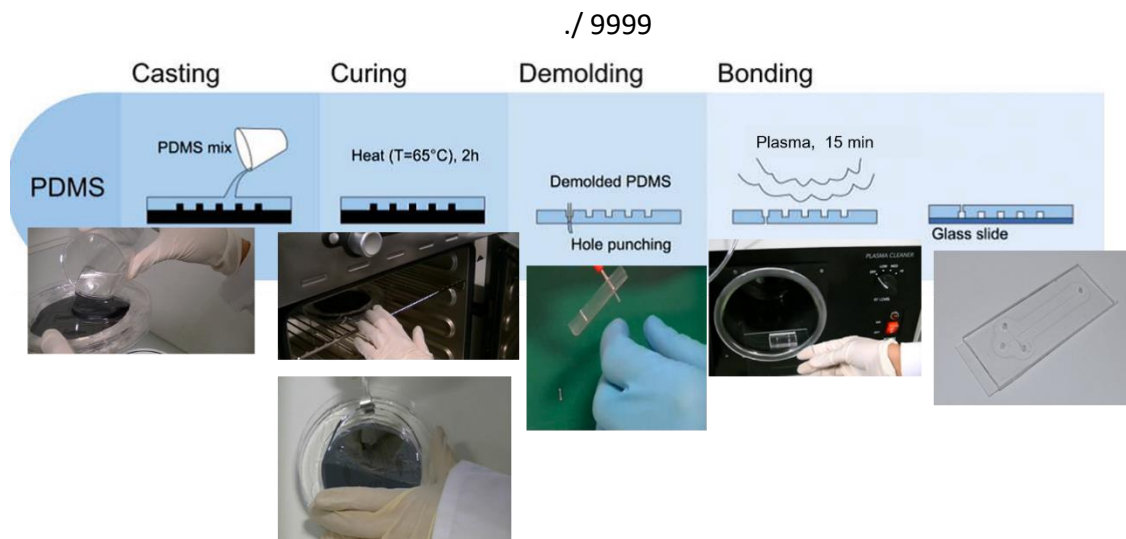 ./ 9999
Casting
Curing
Demolding
Bonding
PDMS
PDMS mix
Heat (T=65°C), 2h
Demolded PDMS
Hole punching
Plasma, 15 min
Glass slide
PLASMA CLEANER